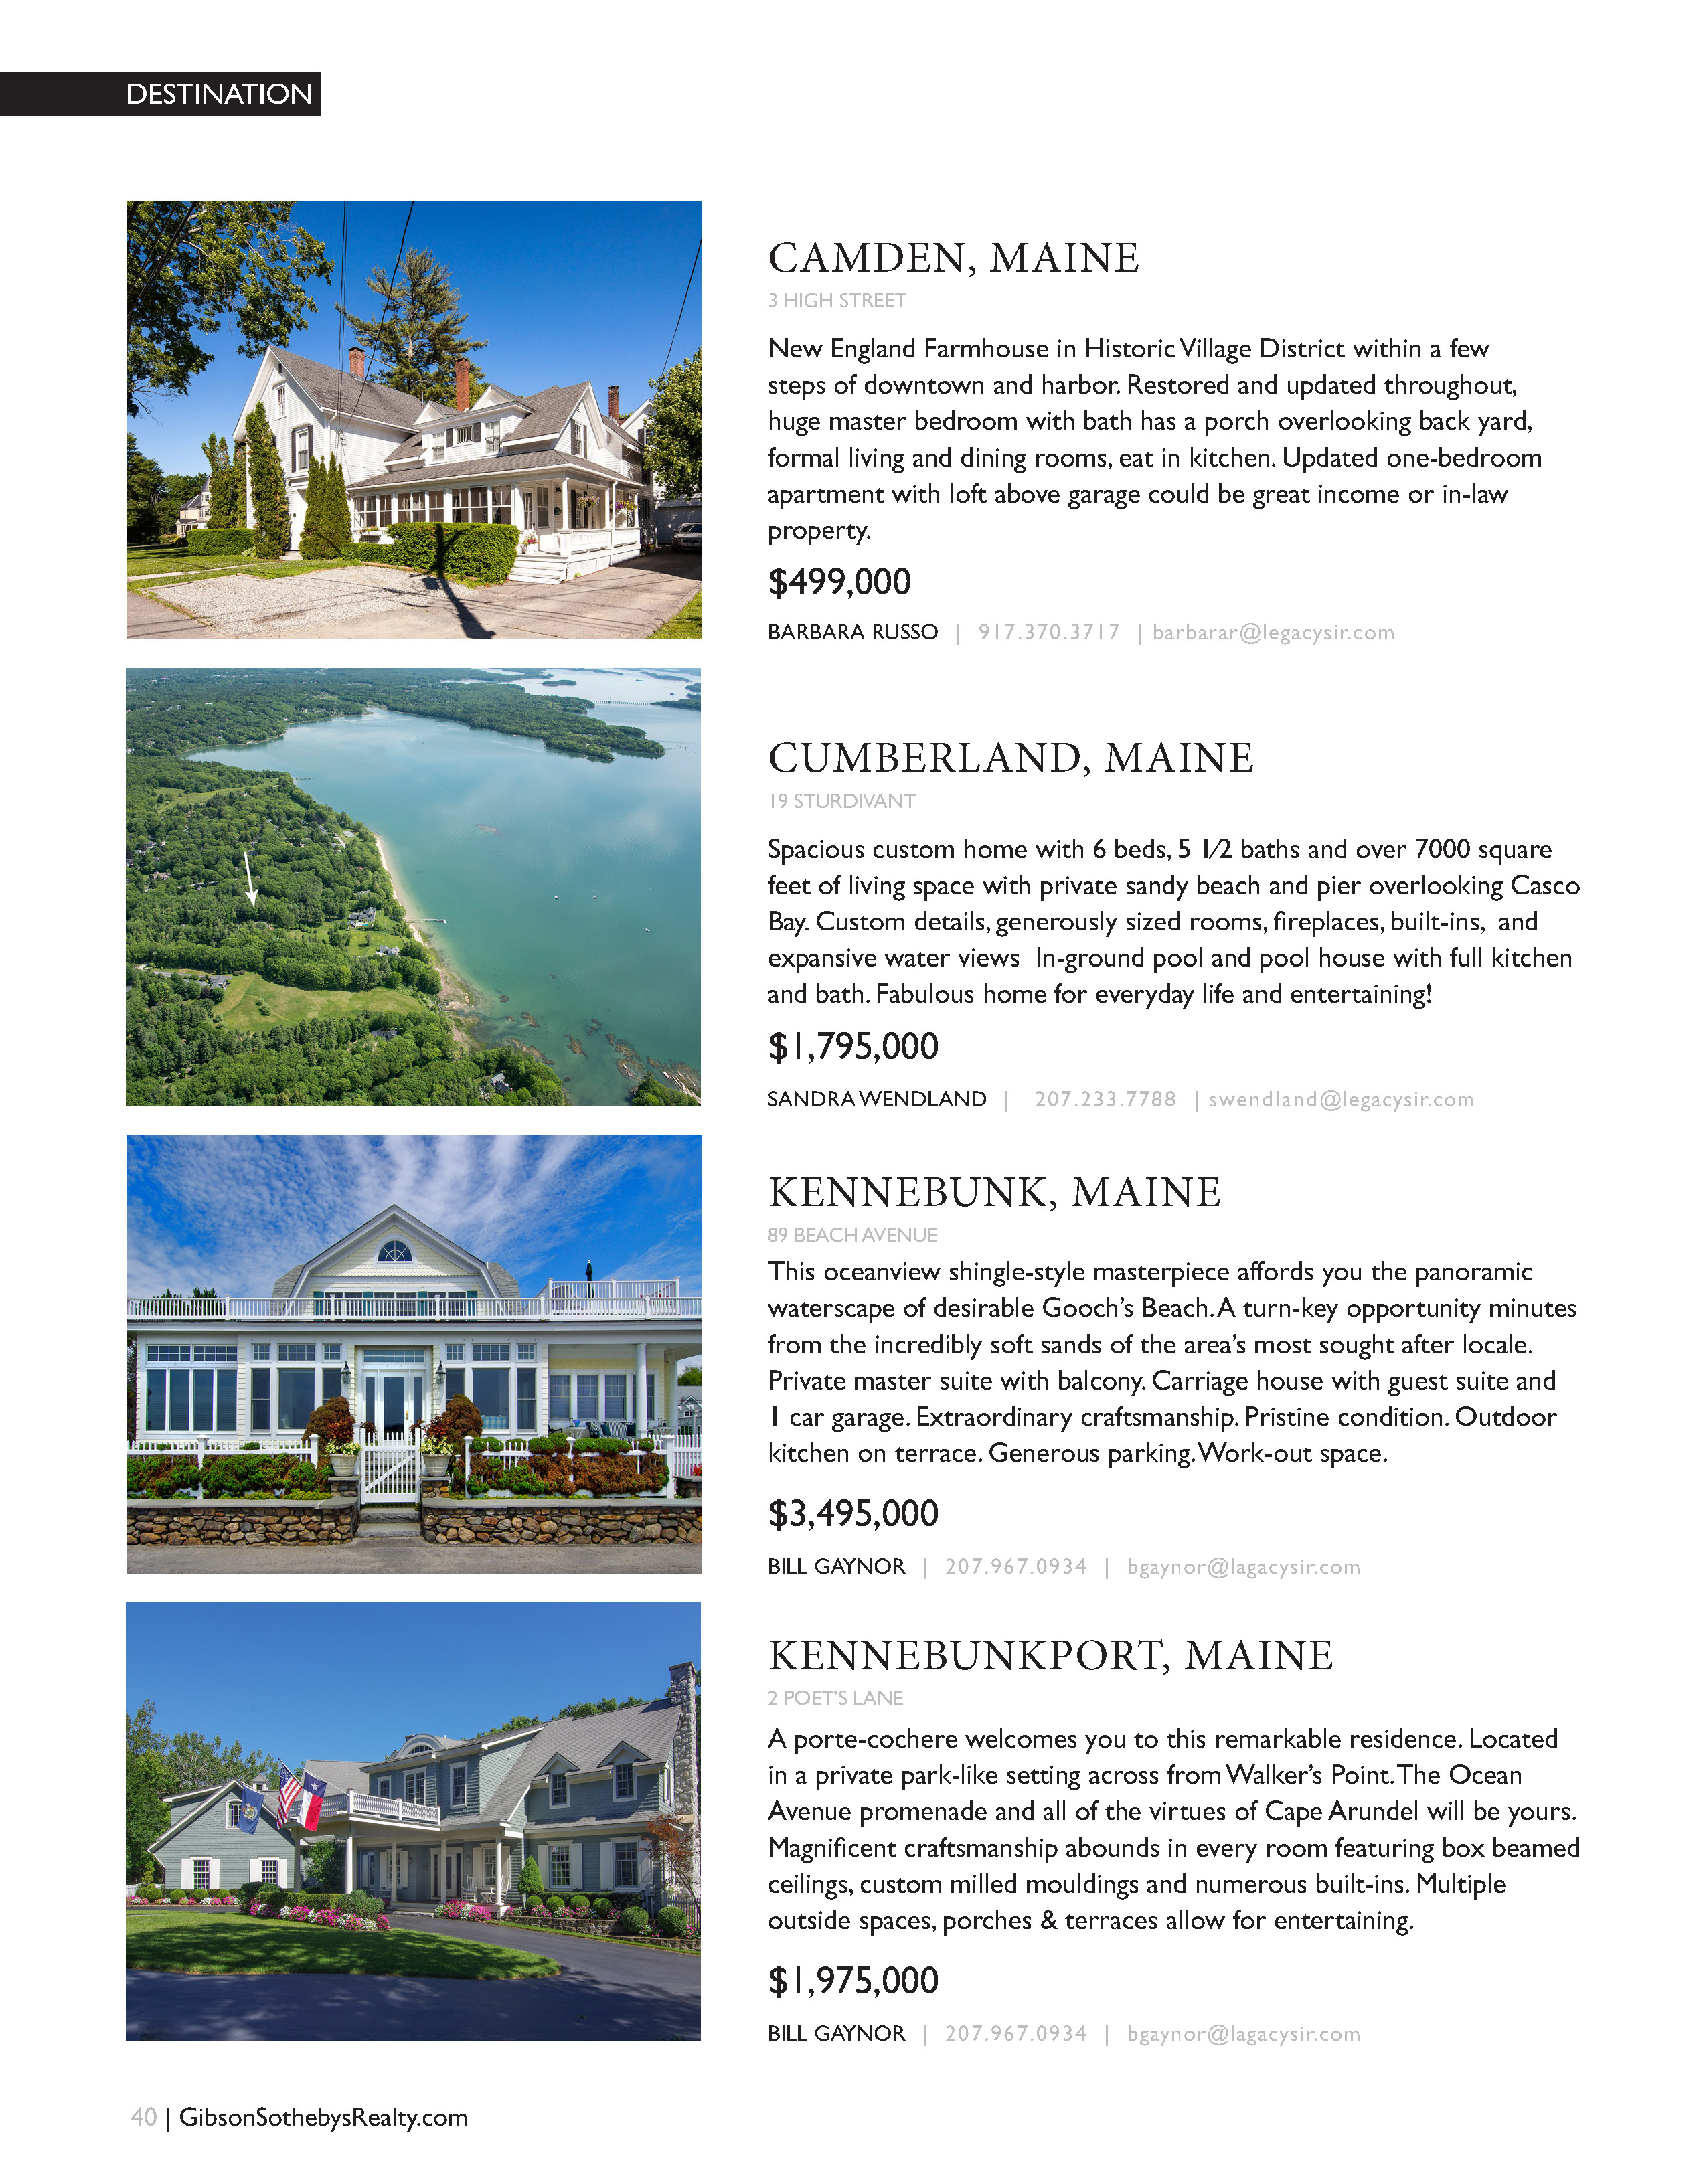 DESTINATION
CAMDEN, MAINE
3 HIGH STREET
New England Farmhouse in Historic Village District within a few
steps of downtown and harbor. Restored and updated throughout,
huge master bedroom with bath has a porch overlooking back yard,
formal living and dining rooms, eat in kitchen. Updated one-bedroom
apartment with loft above garage could be great income or in-law
property.
$499,000
BARBARA RUSSO | 917.370.3717 | barbarar@legacysir.com
CUMBERLAND, MAINE
19 STURDIVANT
Spacious custom home with 6 beds, 5 1/2 baths and over 7000 square
feet of living space with private sandy beach and pier overlooking Casco
Bay. Custom details, generously sized rooms, fireplaces, built-ins,  and
expansive water views  In-ground pool and pool house with full kitchen
and bath. Fabulous home for everyday life and entertaining!
$1,795,000
SANDRA WENDLAND | 207.233.7788 | swendland@legacysir.com
KENNEBUNK, MAINE
89 BEACH AVENUE
This oceanview shingle-style masterpiece affords you the panoramic
waterscape of desirable Gooch's Beach. A turn-key opportunity minutes
from the incredibly soft sands of the area's most sought after locale.
Private master suite with balcony. Carriage house with guest suite and
1 car garage. Extraordinary craftsmanship. Pristine condition. Outdoor
kitchen on terrace. Generous parking. Work-out space.
$3,495,000
BILL GAYNOR | 207.967.0934 | bgaynor@lagacysir.com
KENNEBUNKPORT, MAINE
2 POET'S LANE
A porte-cochere welcomes you to this remarkable residence. Located
in a private park-like setting across from Walker's Point. The Ocean
Avenue promenade and all of the virtues of Cape Arundel will be yours.
Magnificent craftsmanship abounds in every room featuring box beamed
ceilings, custom milled mouldings and numerous built-ins. Multiple
outside spaces, porches & terraces allow for entertaining.
$1,975,000
BILL GAYNOR | 207.967.0934 | bgaynor@lagacysir.com
40 | GibsonSothebysRealty.com